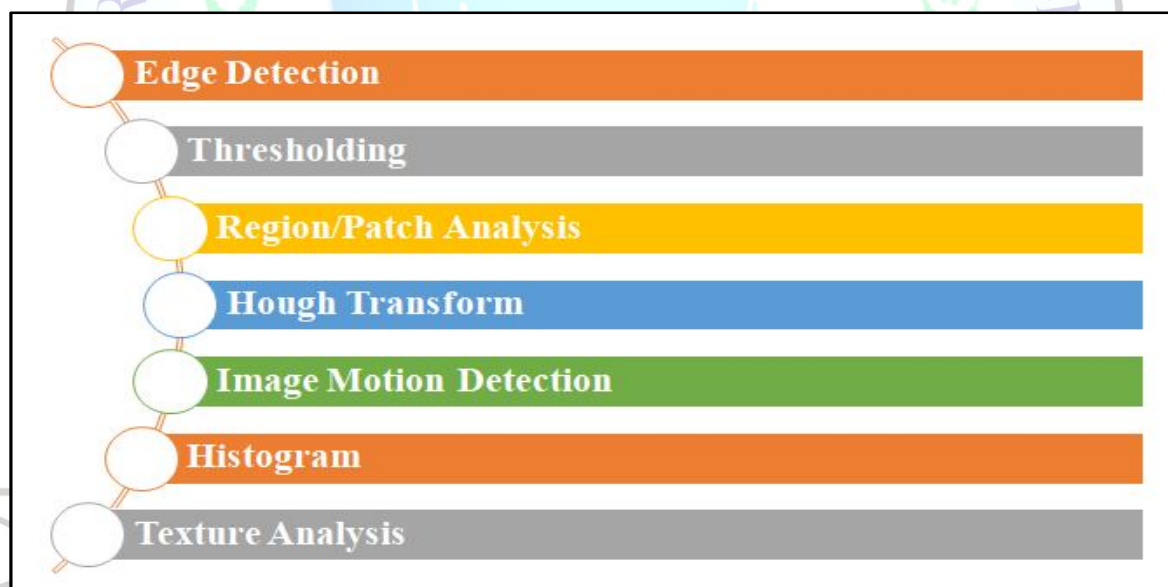 Edge Detection
Thresholding
Region/Patch Analysis
Hough Transform
Image Motion Detection
Histogram
Texture Analysis